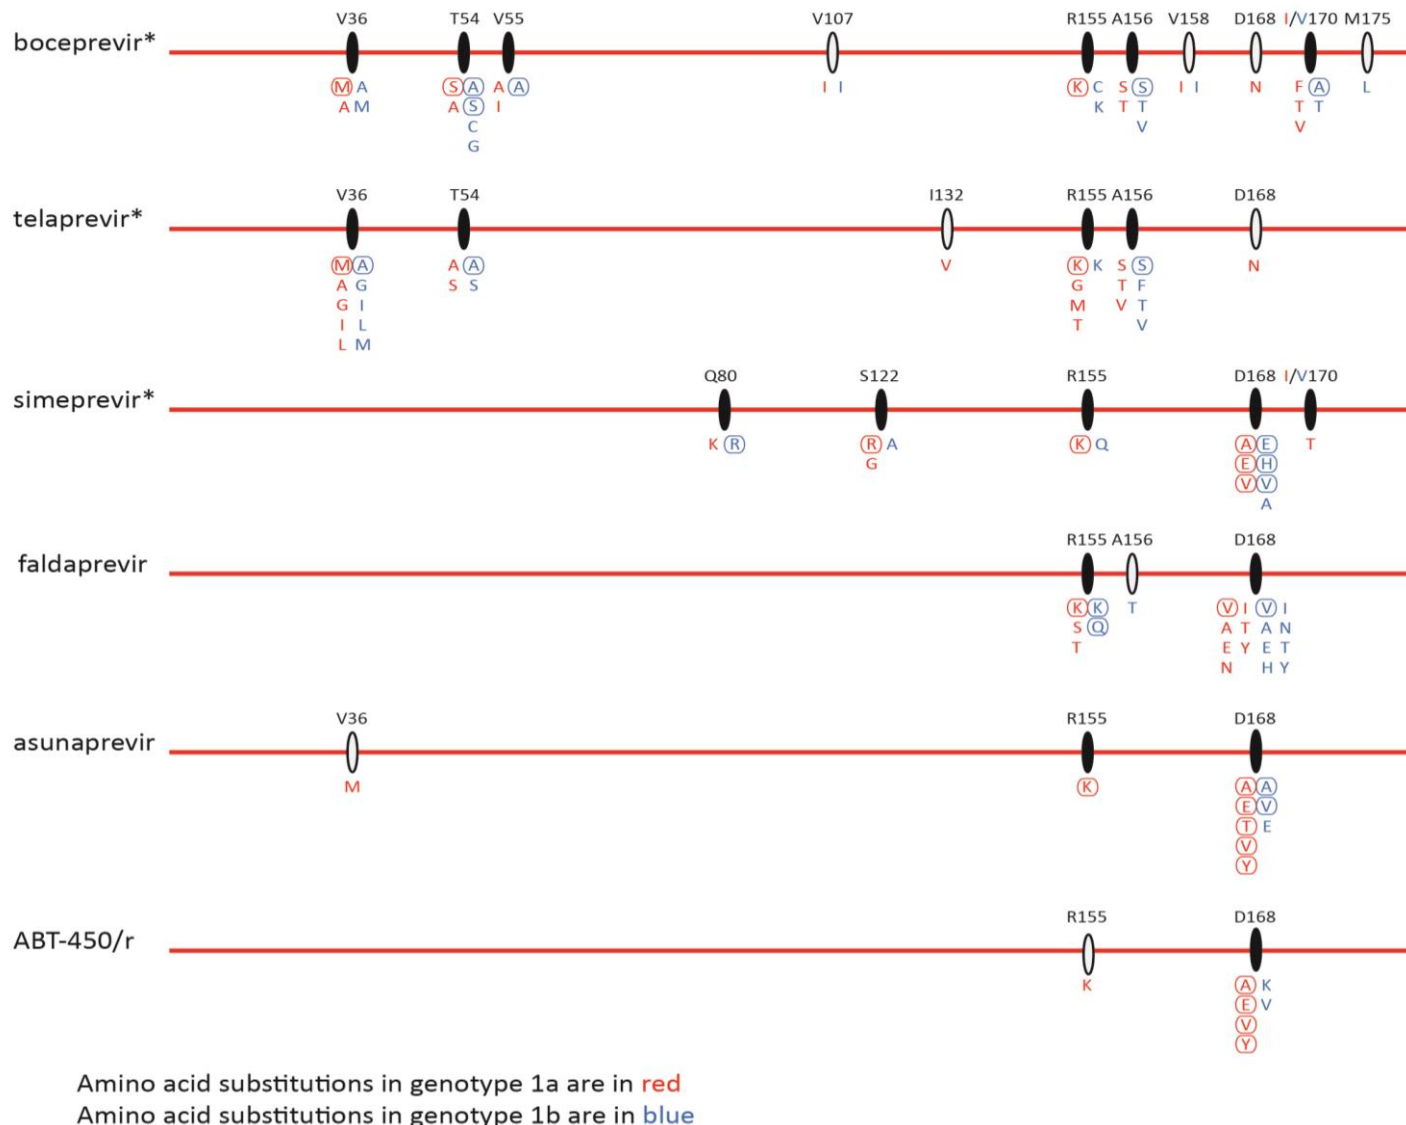 V36 T54 V55 V107 R155 A156 V158 D168 I/V170 M175
boceprevir*
M A S A A A I I K C S S I I N F A L
A M A S I K T T T T
C V V
G
V36 T54 I132 R155 A156 D168
telaprevir*
M A A A V K K S S N
A G S S G T F
G I M V T
I L T V
L M
Q80 S122 R155 D168 I/V170
simeprevir*
K R R A K Q A E T
G E H
V V
A
R155 A156 D168
faldaprevir
K K T V I V I
S Q A T A N
T E Y E T
N H Y
V36 R155 D168
asunaprevir
M K A A
E V
T E
V
Y
R155 D168
ABT-450/r
K A K
E V
V
Y
Amino acid substitutions in genotype 1a are in red
Amino acid substitutions in genotype 1b are in blue